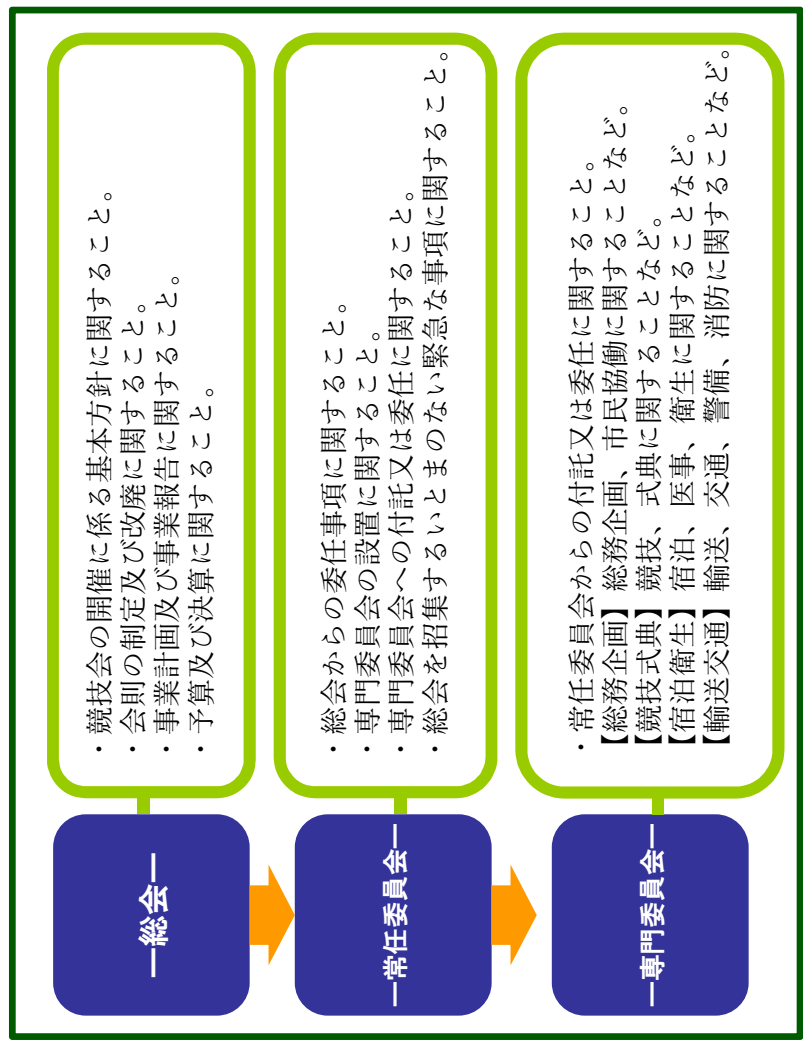 ―総会―
・競技会の開催に係る基本方針に関すること。
・会則の制定及び改廃に関すること。
・事業計画及び事業報告に関すること。
・予算及び決算に関すること。
―常任委員会―
・総会からの委任事項に関すること。
・専門委員会の設置に関すること。
・専門委員会への付託又は委任に関すること。
・総会を招集するいとまのない緊急な事項に関すること。
―専門委員会―
・常任委員会からの付託又は委任に関すること。
【総務企画】総務企画、市民協働に関することなど。
【競技式典】競技、式典に関することなど。
【宿泊衛生】宿泊、医事、衛生に関することなど。
【輸送交通】輸送、交通、警備、消防に関することなど。